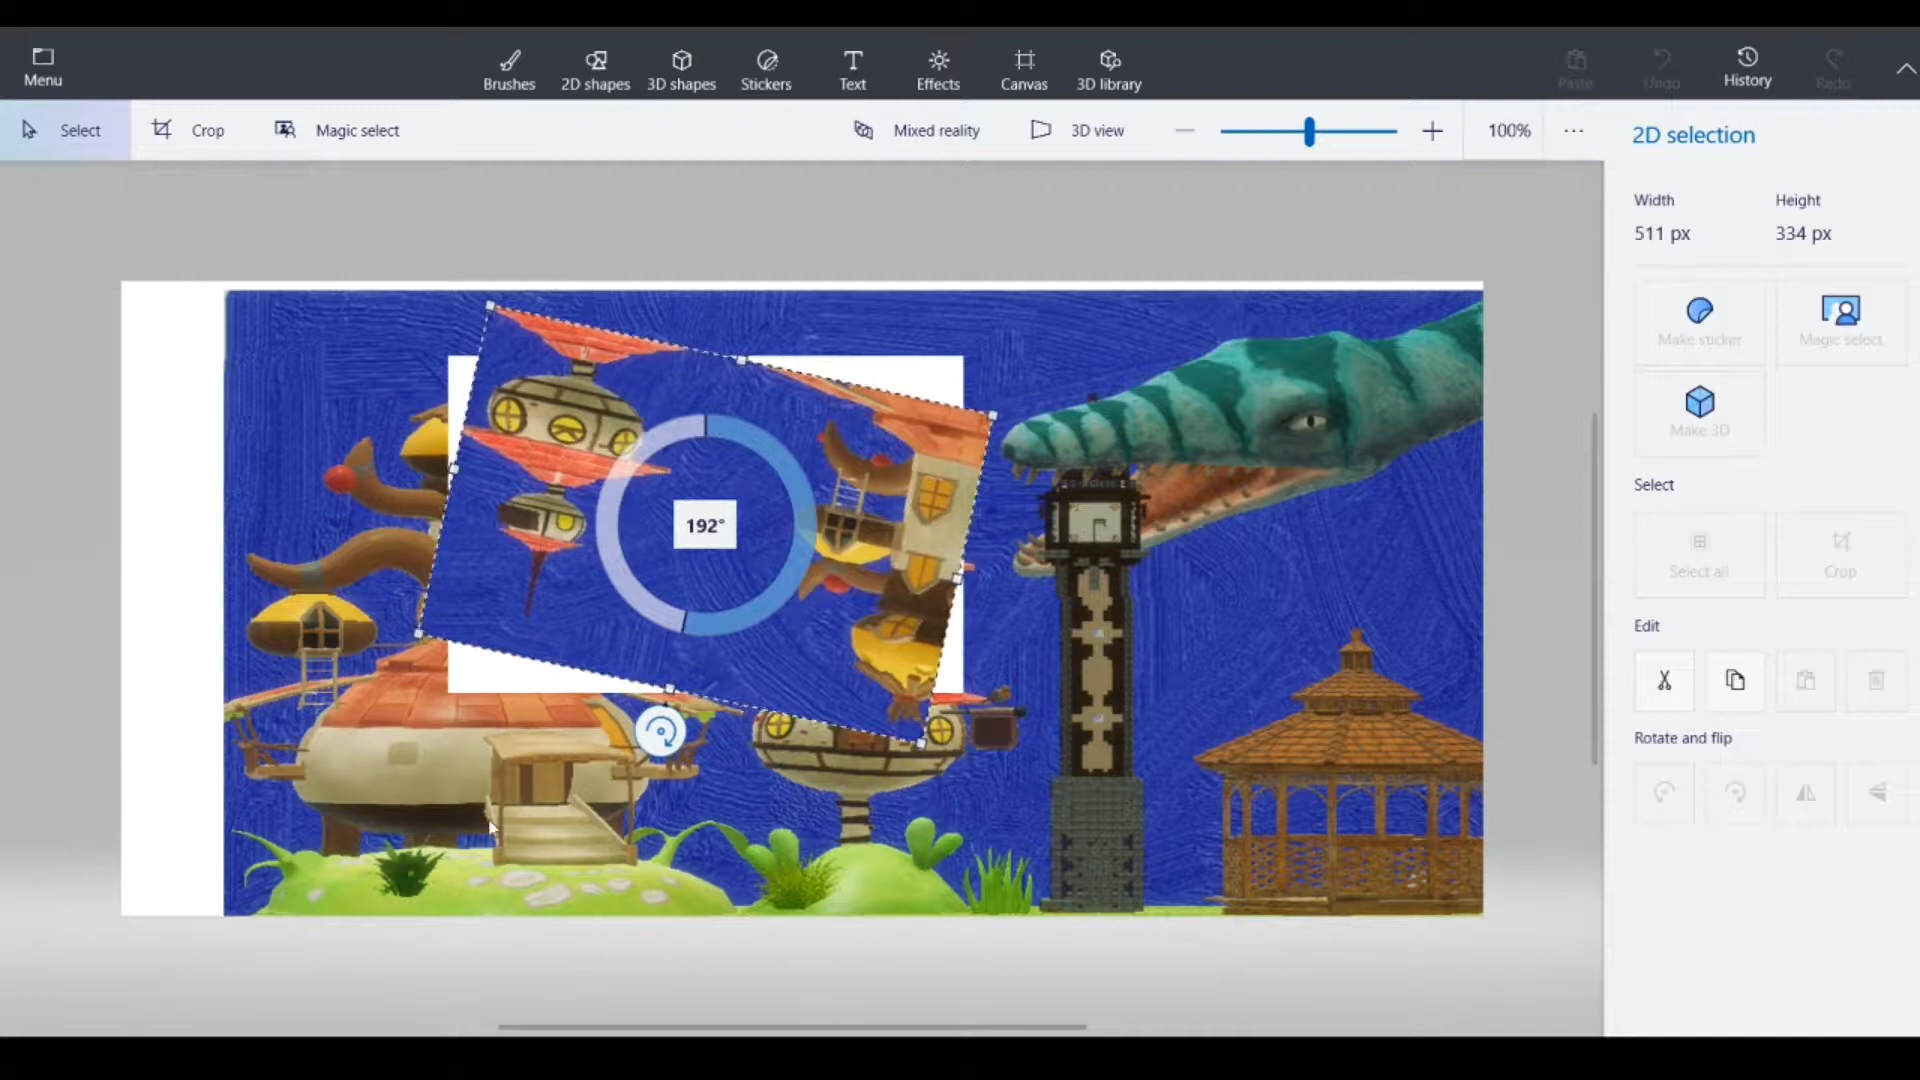 Menu
Brushes
2D shapes
3D shapes
Stickers
Text
Effects
Canvas
3D library
Paste
Undo
History
Redo
Select
Crop
Magic select
Mixed reality
3D view
100%
2D selection
Width
Height
511 px
334 px
Make sticker
Magic select
Make 3D
Select
Select all
Crop
Edit
Rotate and flip
192°